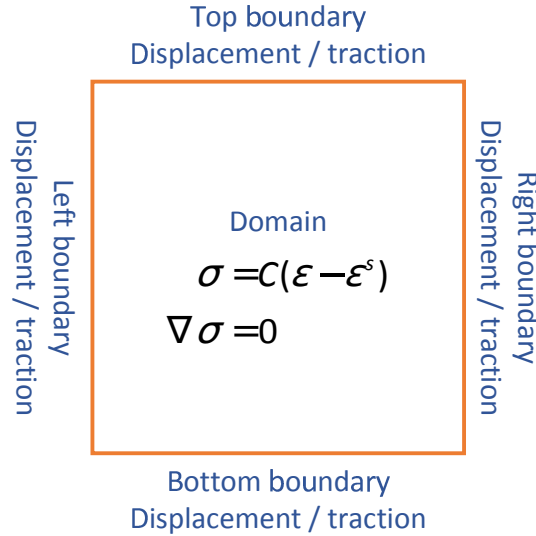 Top boundary
Displacement / traction
Left boundary
Displacement / traction
Domain
σ =C(ε −εˢ)
∇ σ =0
Right boundary
Displacement / traction
Bottom boundary
Displacement / traction